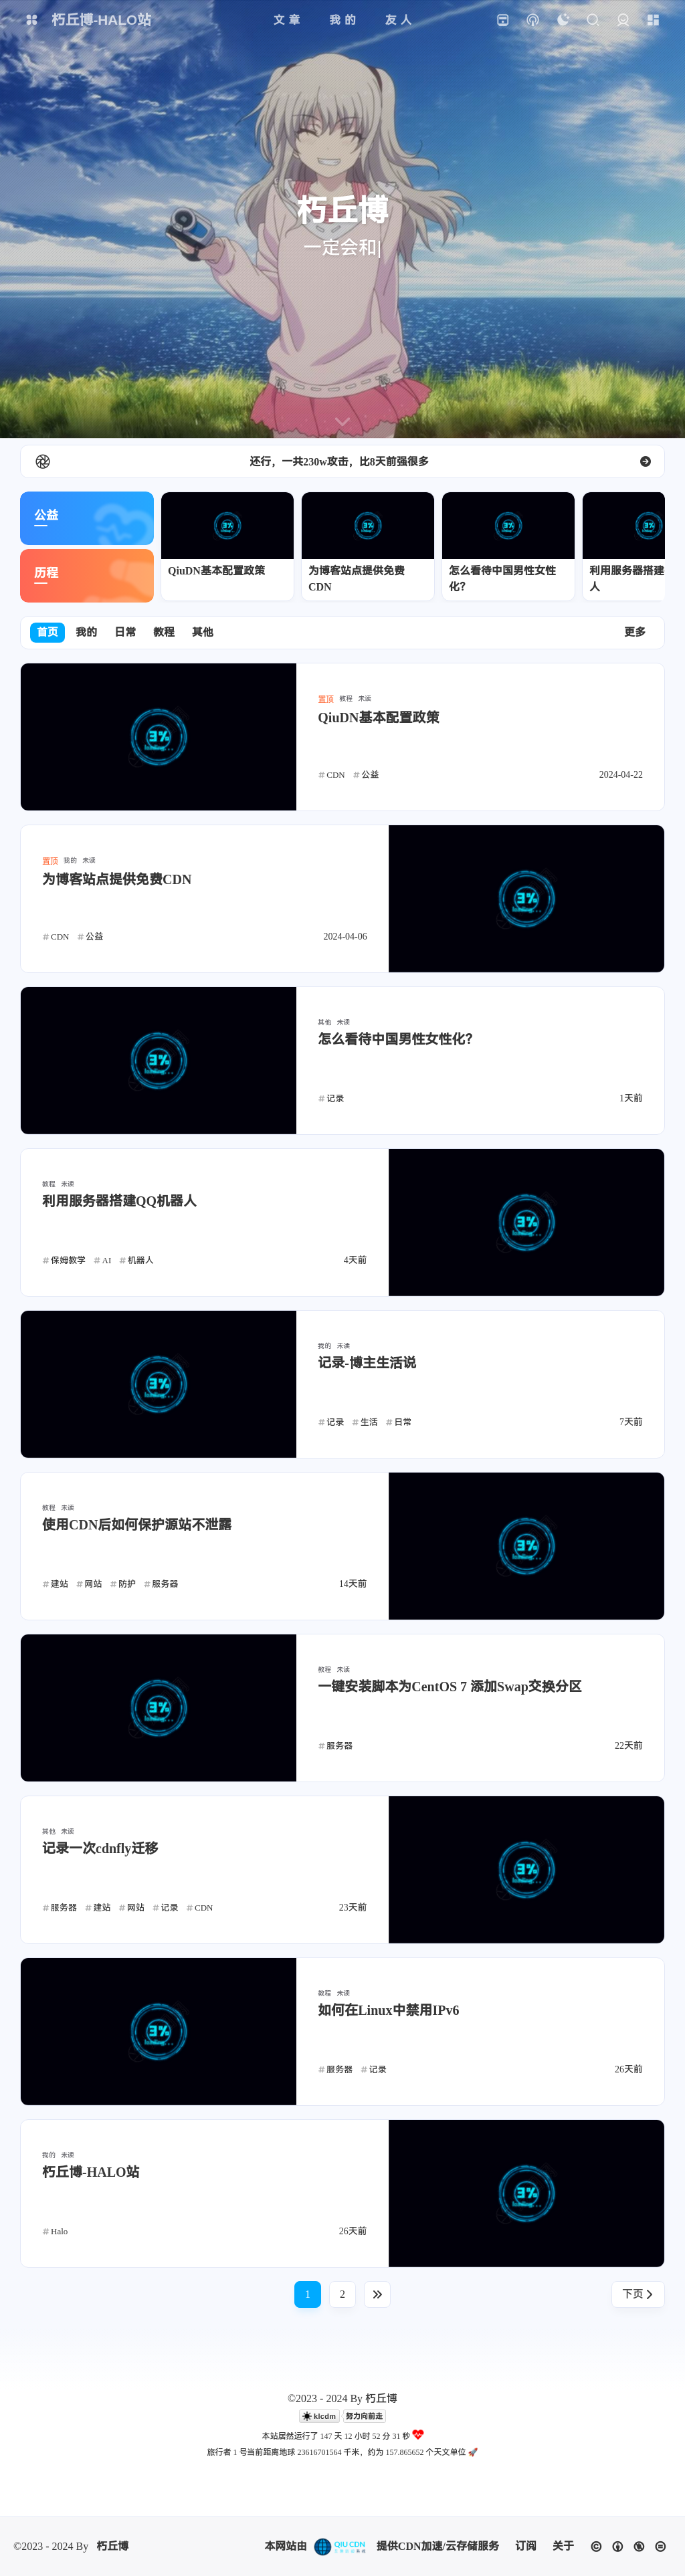 朽丘博-HALO站
文章 我的 友人
朽丘博
一定会和|
还行，一共230w攻击，比8天前强很多
公益
历程
QiuDN基本配置政策
为博客站点提供免费CDN
怎么看待中国男性女性化？
利用服务器搭建
人
首页 我的 日常 教程 其他 更多
置顶 教程 未读
QiuDN基本配置政策
#CDN #公益 2024-04-22
置顶 我的 未读
为博客站点提供免费CDN
#CDN #公益 2024-04-06
其他 未读
怎么看待中国男性女性化？
#记录 1天前
教程 未读
利用服务器搭建QQ机器人
#保姆教学 #AI #机器人 4天前
我的 未读
记录-博主生活说
#记录 #生活 #日常 7天前
教程 未读
使用CDN后如何保护源站不泄露
#建站 #网站 #防护 #服务器 14天前
教程 未读
一键安装脚本为CentOS 7 添加Swap交换分区
#服务器 22天前
其他 未读
记录一次cdnfly迁移
#服务器 #建站 #网站 #记录 #CDN 23天前
教程 未读
如何在Linux中禁用IPv6
#服务器 #记录 26天前
我的 未读
朽丘博-HALO站
#Halo 26天前
1 2 下页
©2023 - 2024 By 朽丘博
klcdm 努力向前走
本站居然运行了 147 天 12 小时 52 分 31 秒
旅行者 1 号当前距离地球 23616701564 千米，约为 157.865652 个天文单位 🚀
©2023 - 2024 By 朽丘博 本网站由 QIU CDN 提供CDN加速/云存储服务 订阅 关于